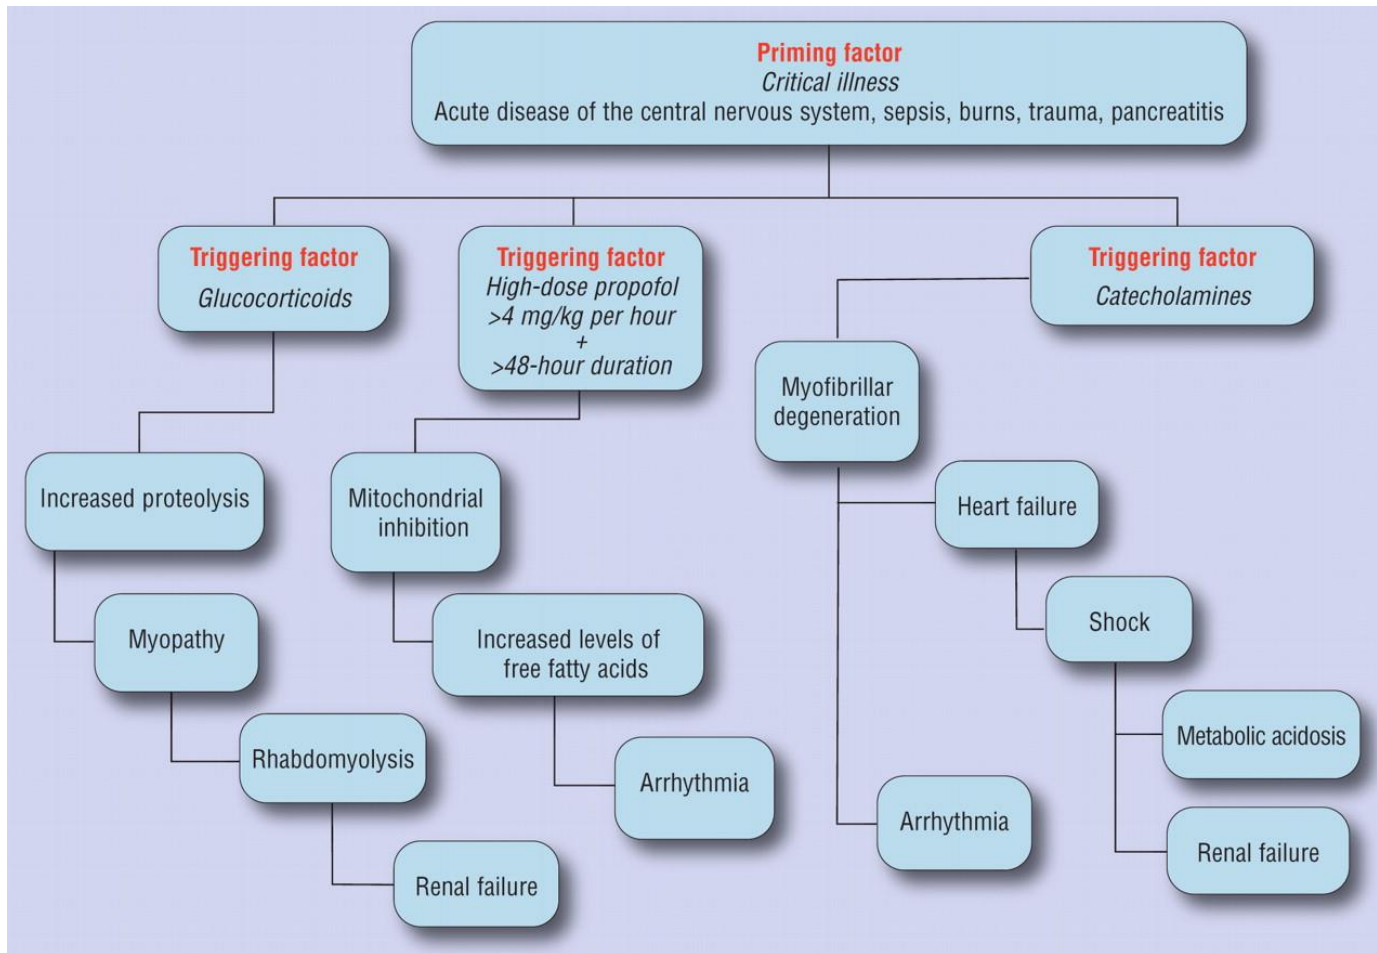 Priming factor
Critical illness
Acute disease of the central nervous system, sepsis, burns, trauma, pancreatitis
Triggering factor
Glucocorticoids
Triggering factor
High-dose propofol
>4 mg/kg per hour
+
>48-hour duration
Triggering factor
Catecholamines
Increased proteolysis
Myopathy
Rhabdomyolysis
Renal failure
Mitochondrial
inhibition
Increased levels of
free fatty acids
Arrhythmia
Myofibrillar
degeneration
Heart failure
Shock
Metabolic acidosis
Renal failure
Arrhythmia